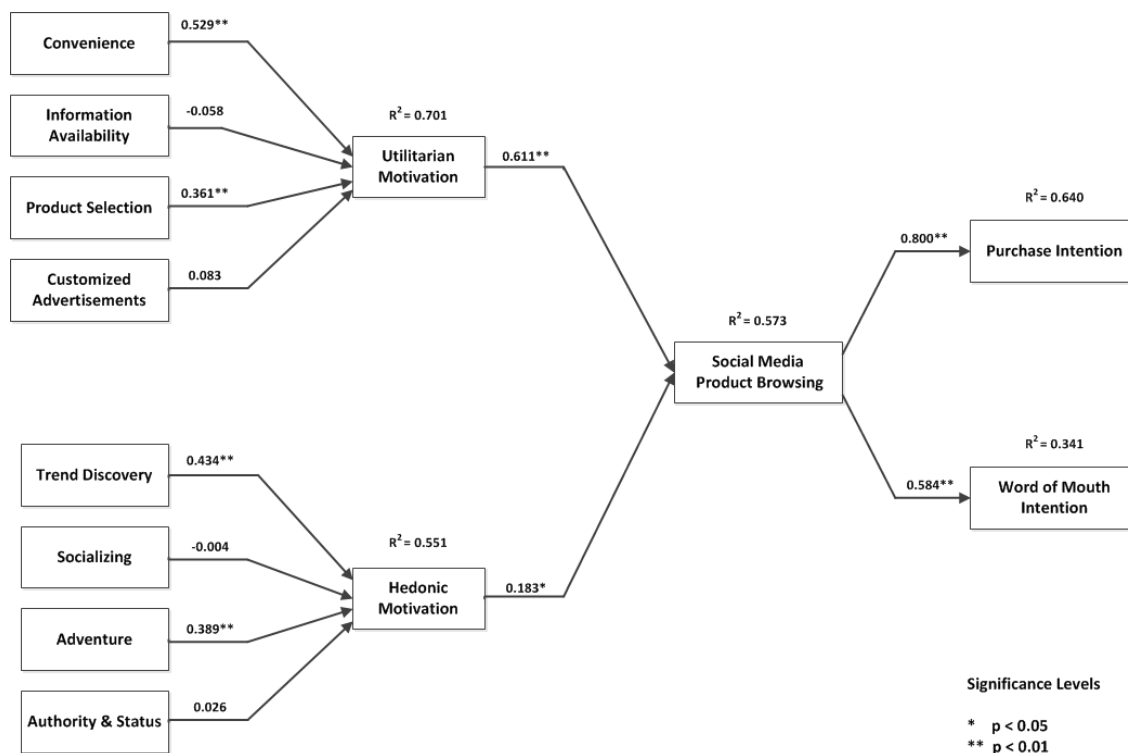 Convenience
0.529**
Information
Availability
-0.058
Product Selection
0.361**
Customized
Advertisements
0.083
R² = 0.701
Utilitarian
Motivation
0.611**
R² = 0.573
Social Media
Product Browsing
R² = 0.640
0.800**
Purchase Intention
R² = 0.341
0.584**
Word of Mouth
Intention
Trend Discovery
0.434**
Socializing
-0.004
Adventure
0.389**
Authority & Status
0.026
R² = 0.551
Hedonic
Motivation
0.183*
Significance Levels
* p < 0.05
** p < 0.01